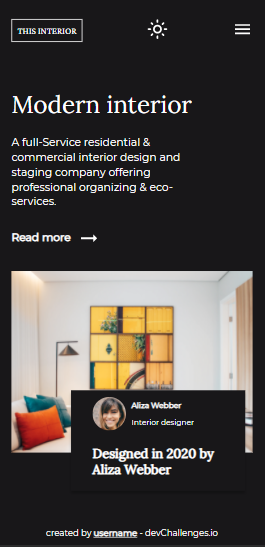 THIS INTERIOR
Modern interior
A full-Service residential &
commercial interior design and
staging company offering
professional organizing & eco-
services.
Read more
Aliza Webber
Interior designer
Designed in 2020 by
Aliza Webber
created by username - devChallenges.io